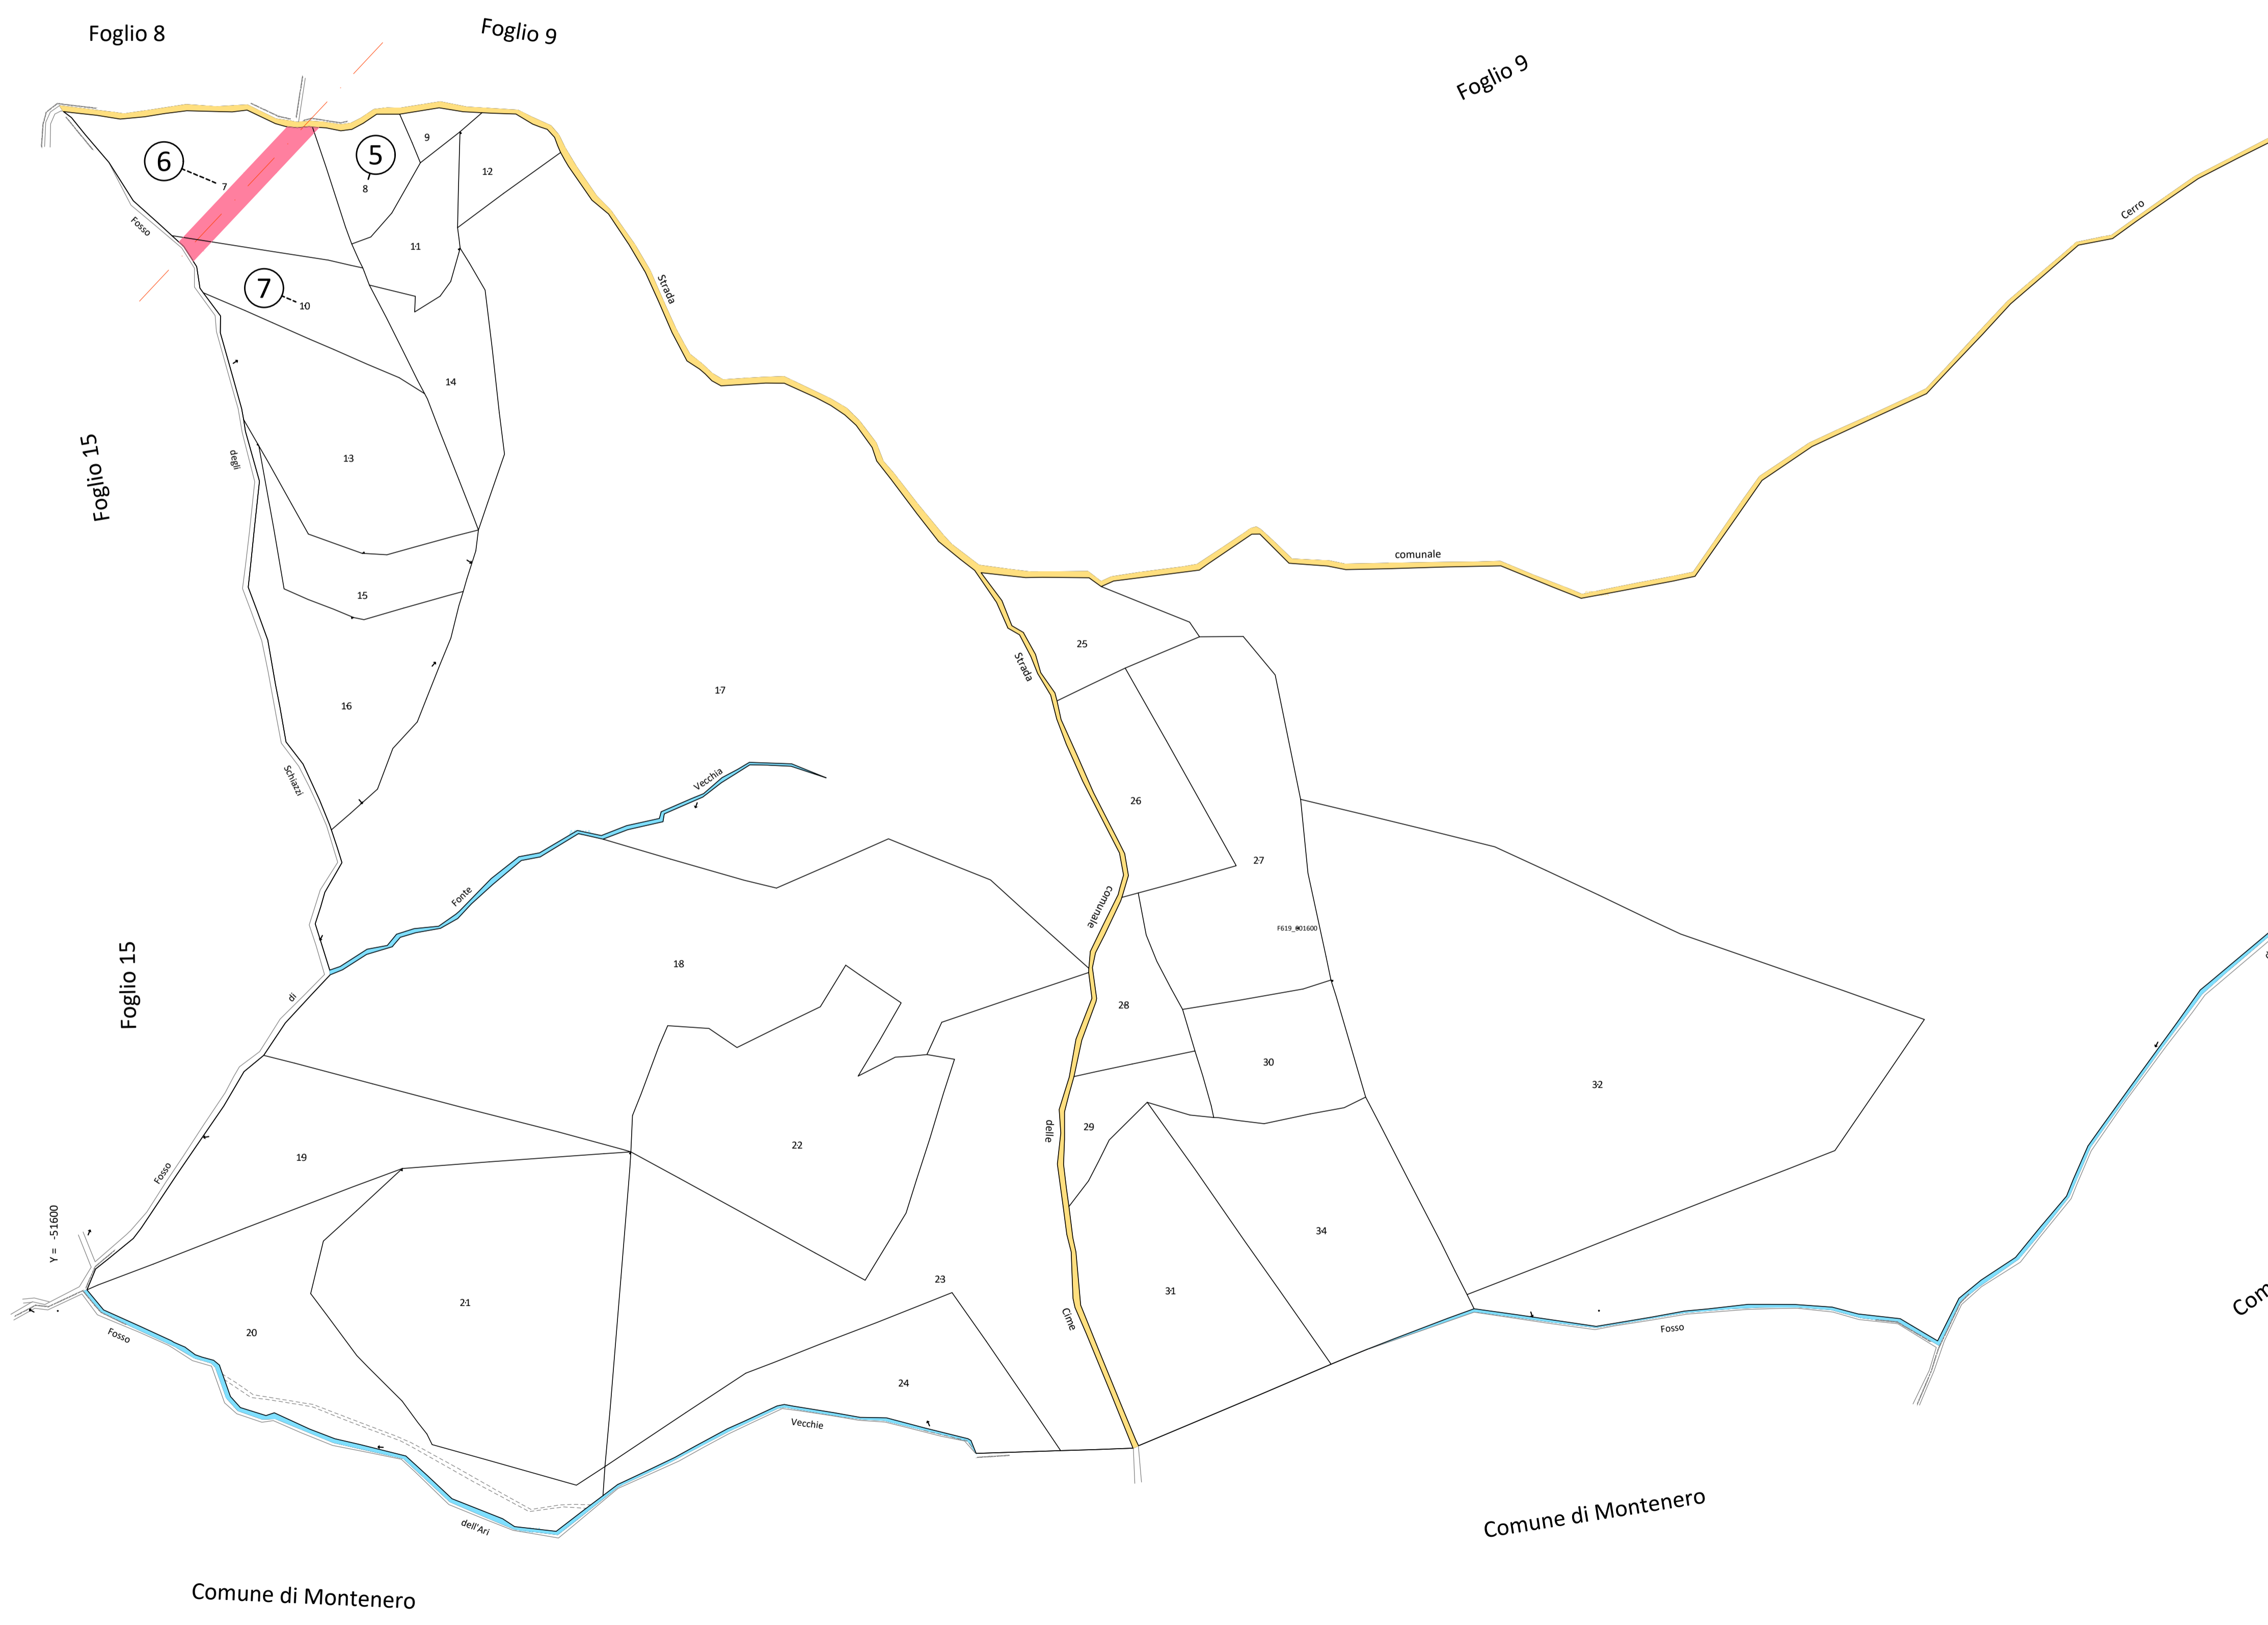 Foglio 8
Foglio 9
Foglio 9
6
5
9
7
8
12
Cerro
Fosso
11
7
10
Strada
14
Foglio 15
degli
13
comunale
15
25
Strada
17
16
Schiazzi
Vecchia
26
27
Fonte
comunale
F619_001600
Foglio 15
18
di
28
30
32
delle
29
22
19
Fosso
Y = -51600
34
23
31
21
Cime
20
Fosso
Fosso
24
Vecchie
dell'Ari
Comune di Montenero
Comune di Montenero